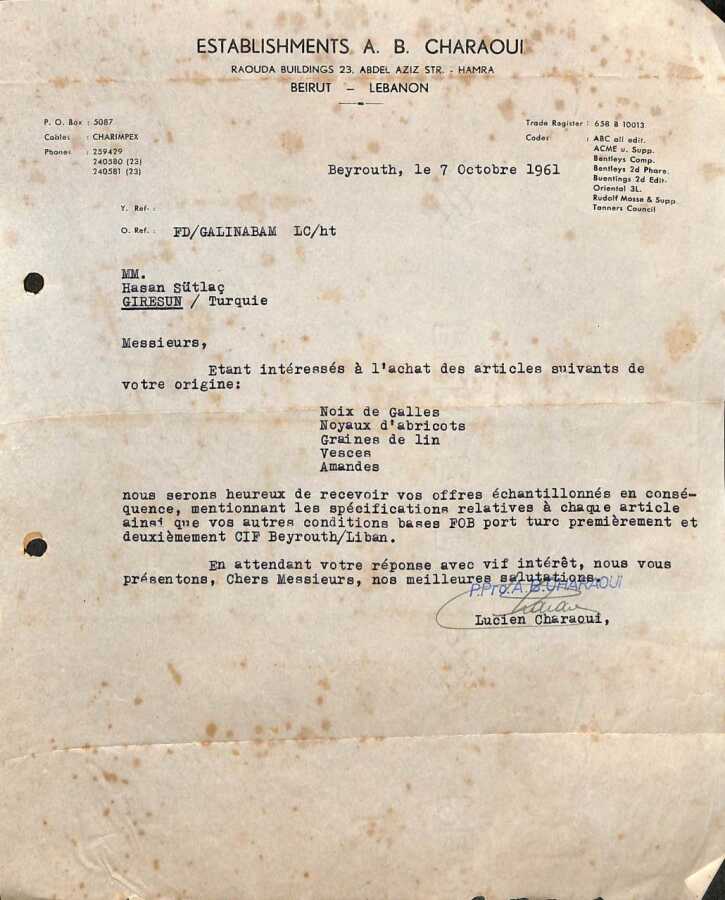 ESTABLISHMENTS A. B. CHARAOUI
RAOUDA BUILDINGS 23, ABDEL AZIZ STR. - HAMRA
BEIRUT - LEBANON
P. O. Box : 5087
Cables : CHARIMPEX
Phones : 259429
240580 (23)
240581 (23)
Trade Register : 658 B 10013
Codes : ABC all edit.
ACME u. Supp.
Bentleys Comp.
Bentleys 2d Phare.
Buentings 2d Edit.
Oriental 3L.
Rudolf Mosse & Supp
Tanners Council
Beyrouth, le 7 Octobre 1961
Y. Réf. :
O. Ref. : FD/GALINABAM LC/ht
MM.
Hasan Sütlaç
GIRESUN / Turquie
Messieurs,
Etant intéressés à l'achat des articles suivants de
votre origine:
Noix de Galles
Noyaux d'abricots
Graines de lin
Vesces
Amandes
nous serons heureux de recevoir vos offres échantillonnés en consé-
quence, mentionnant les spécifications relatives à chaque article
ainsi que vos autres conditions bases FOB port turc premièrement et
deuxièmement CIF Beyrouth/Liban.
En attendant votre réponse avec vif intérêt, nous vous
présentons, Chers Messieurs, nos meilleures salutations.
P.Pro. A. B. CHARAOUI
Lucien Charaoui,